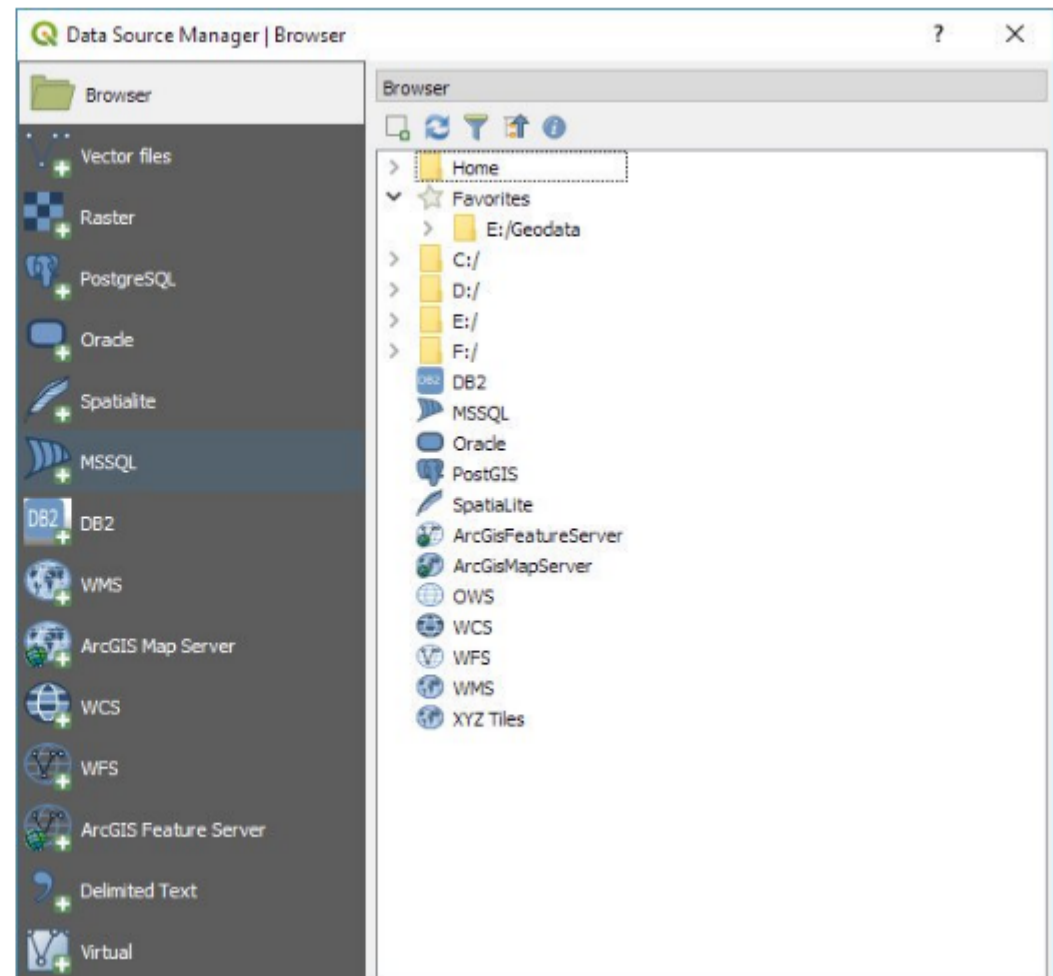 Data Source Manager | Browser
?
Browser
Vector files
Raster
PostgreSQL
Oracle
Spatialite
MSSQL
DB2
DB2
WMS
ArcGIS Map Server
WCS
WFS
ArcGIS Feature Server
Delimited Text
Virtual
Browser
Home
Favorites
E:/Geodata
C:/
D:/
E:/
F:/
DB2
DB2
MSSQL
Oracle
PostGIS
SpatiaLite
ArcGisFeatureServer
ArcGisMapServer
OWS
WCS
WFS
WMS
XYZ Tiles